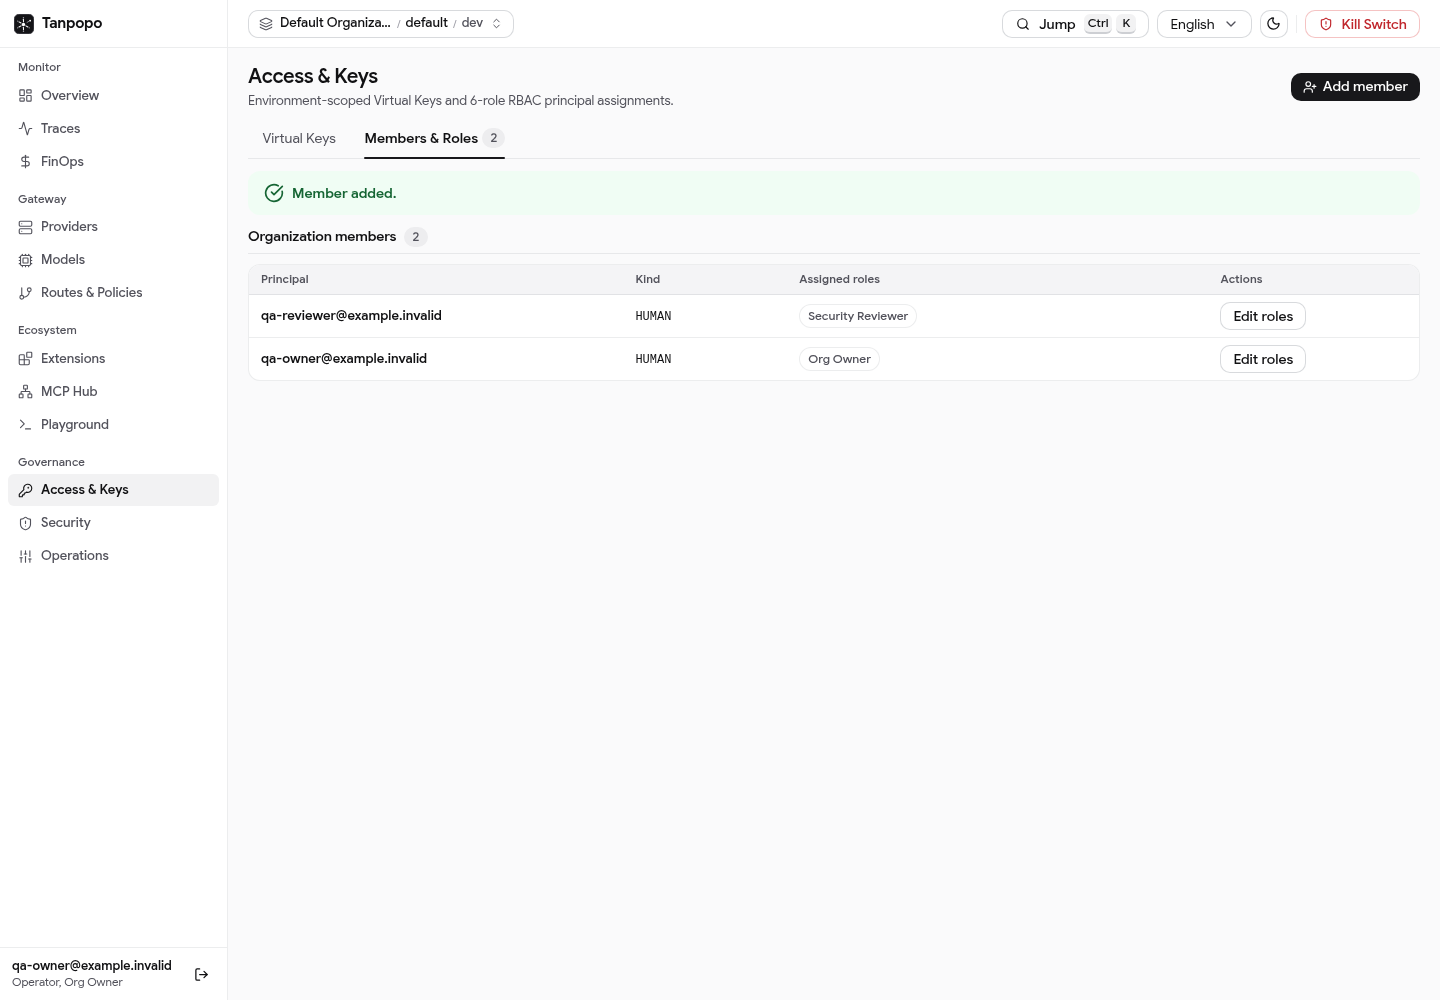 Tanpopo
Default Organiza... / default / dev
Jump Ctrl K
English
Kill Switch
Monitor
Overview
Traces
FinOps
Gateway
Providers
Models
Routes & Policies
Ecosystem
Extensions
MCP Hub
Playground
Governance
Access & Keys
Security
Operations
qa-owner@example.invalid
Operator, Org Owner
Access & Keys
Environment-scoped Virtual Keys and 6-role RBAC principal assignments.
Add member
Virtual Keys
Members & Roles 2
Member added.
Organization members 2
Principal Kind Assigned roles Actions
qa-reviewer@example.invalid HUMAN Security Reviewer Edit roles
qa-owner@example.invalid HUMAN Org Owner Edit roles